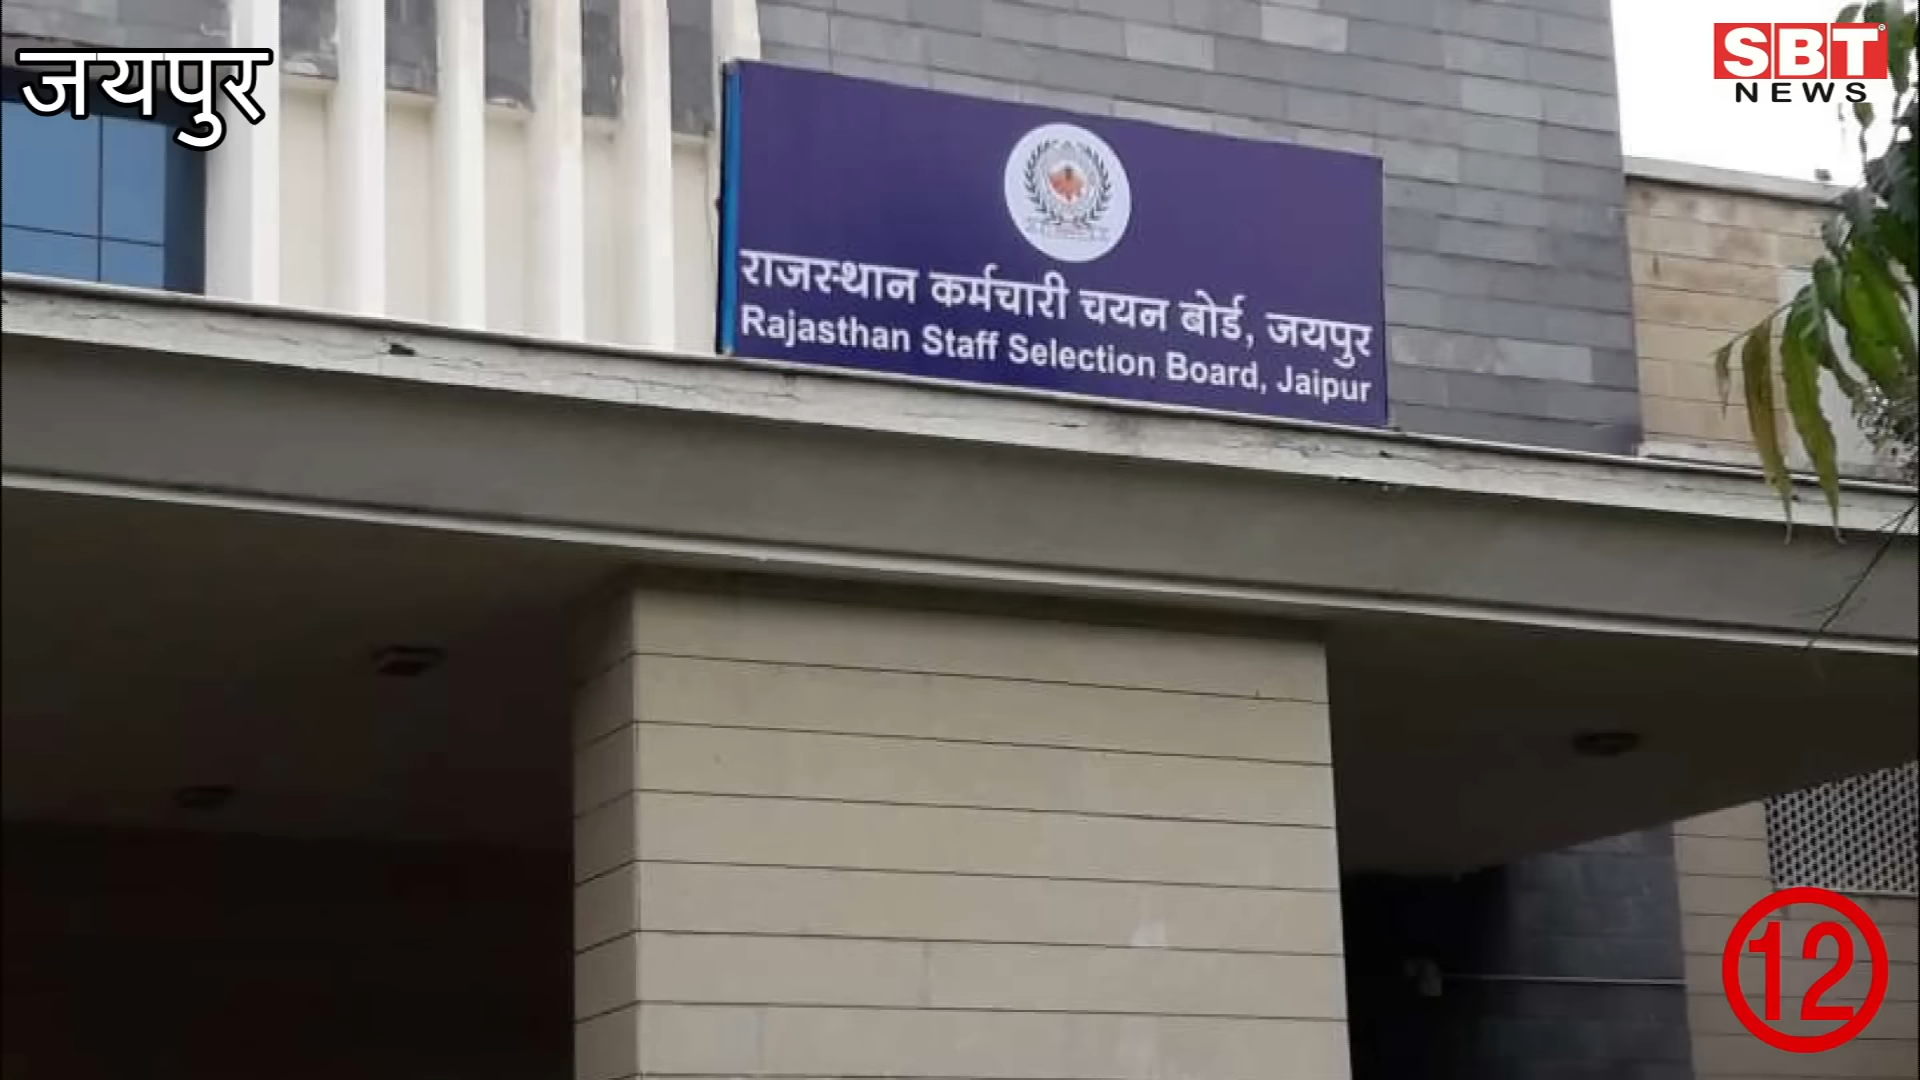 जयपुर
SBT
NEWS
राजस्थान कर्मचारी चयन बोर्ड, जयपुर
Rajasthan Staff Selection Board, Jaipur
12